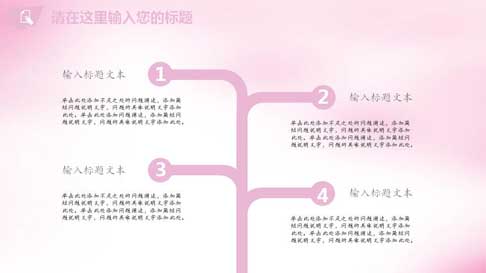 请在这里输入您的标题
输入标题文本
1
单击此处添加不足之处的问题描述，添加简
短问题说明文字，问题的具体说明文字添加
此处。单击此处添加问题描述，添加简短问
题说明文字，问题的具体说明文字添加此处。
2
输入标题文本
单击此处添加不足之处的问题描述，添加简
短问题说明文字，问题的具体说明文字添加
此处。单击此处添加问题描述，添加简短问
题说明文字，问题的具体说明文字添加此处。
输入标题文本
3
单击此处添加不足之处的问题描述，添加简
短问题说明文字，问题的具体说明文字添加
此处。单击此处添加问题描述，添加简短问
题说明文字，问题的具体说明文字添加此处。
4
输入标题文本
单击此处添加不足之处的问题描述，添加简
短问题说明文字，问题的具体说明文字添加
此处。单击此处添加问题描述，添加简短问
题说明文字，问题的具体说明文字添加此处。